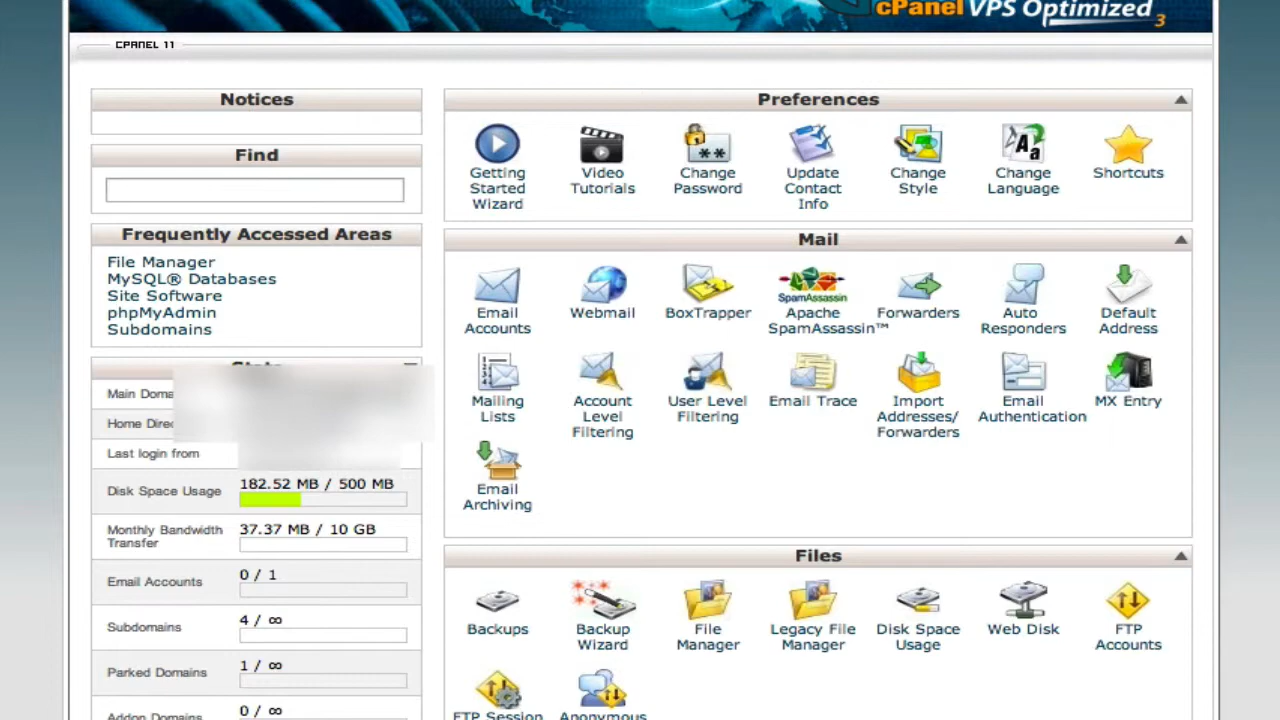 cPanel VPS Optimized 3
CPANEL 11
Notices
Find
Frequently Accessed Areas
File Manager
MySQL® Databases
Site Software
phpMyAdmin
Subdomains
Main Doma
Home Direc
Last login from
Disk Space Usage
182.52 MB / 500 MB
Monthly Bandwidth
Transfer
37.37 MB / 10 GB
Email Accounts
0 / 1
Subdomains
4 / ∞
Parked Domains
1 / ∞
Addon Domains
0 / ∞
Preferences
Getting
Started
Wizard
Video
Tutorials
Change
Password
Update
Contact
Info
Change
Style
Change
Language
Shortcuts
Mail
Email
Accounts
Webmail
BoxTrapper
SpamAssassin
Apache
SpamAssassin™
Forwarders
Auto
Responders
Default
Address
Mailing
Lists
Account
Level
Filtering
User Level
Filtering
Email Trace
Import
Addresses/
Forwarders
Email
Authentication
MX Entry
Email
Archiving
Files
Backups
Backup
Wizard
File
Manager
Legacy File
Manager
Disk Space
Usage
Web Disk
FTP
Accounts
FTP Session
Anonymous